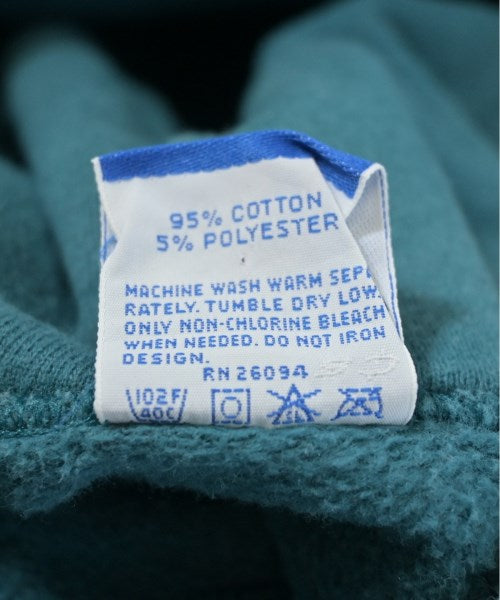 95% COTTON
5% POLYESTER
MACHINE WASH WARM SEPA
RATELY. TUMBLE DRY LOW.
ONLY NON-CHLORINE BLEACH
WHEN NEEDED. DO NOT IRON
DESIGN.
RN 26094
102F
40C